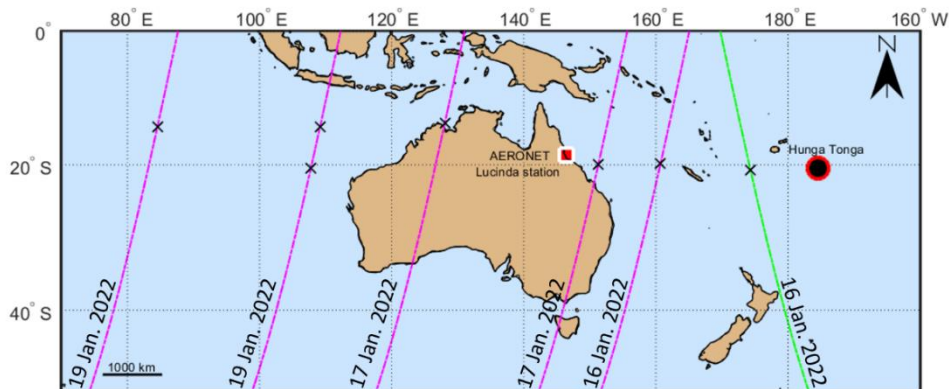 80° E 100° E 120° E 140° E 160° E 180° E 160° W
0°
N
AERONET
Lucinda station
Hunga Tonga
20° S
40° S
19 Jan. 2022
19 Jan. 2022
17 Jan. 2022
17 Jan. 2022
16 Jan. 2022
16 Jan. 2022
1000 km